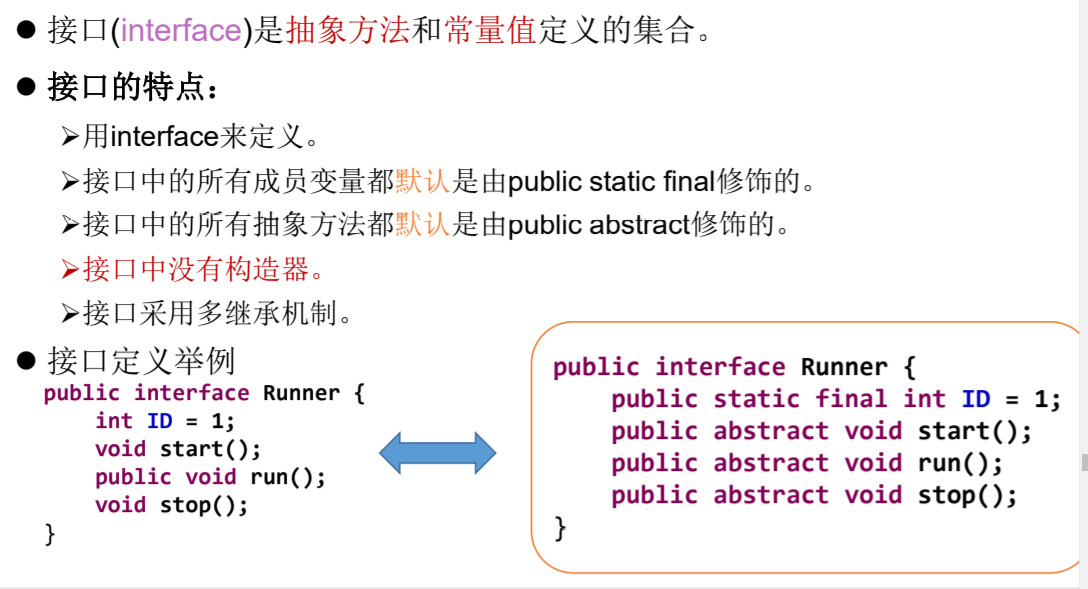 ● 接口(interface)是抽象方法和常量值定义的集合。
● 接口的特点：
➢用interface来定义。
➢接口中的所有成员变量都默认是由public static final修饰的。
➢接口中的所有抽象方法都默认是由public abstract修饰的。
➢接口中没有构造器。
➢接口采用多继承机制。
● 接口定义举例
public interface Runner {
int ID = 1;
void start();
public void run();
void stop();
}
public interface Runner {
public static final int ID = 1;
public abstract void start();
public abstract void run();
public abstract void stop();
}